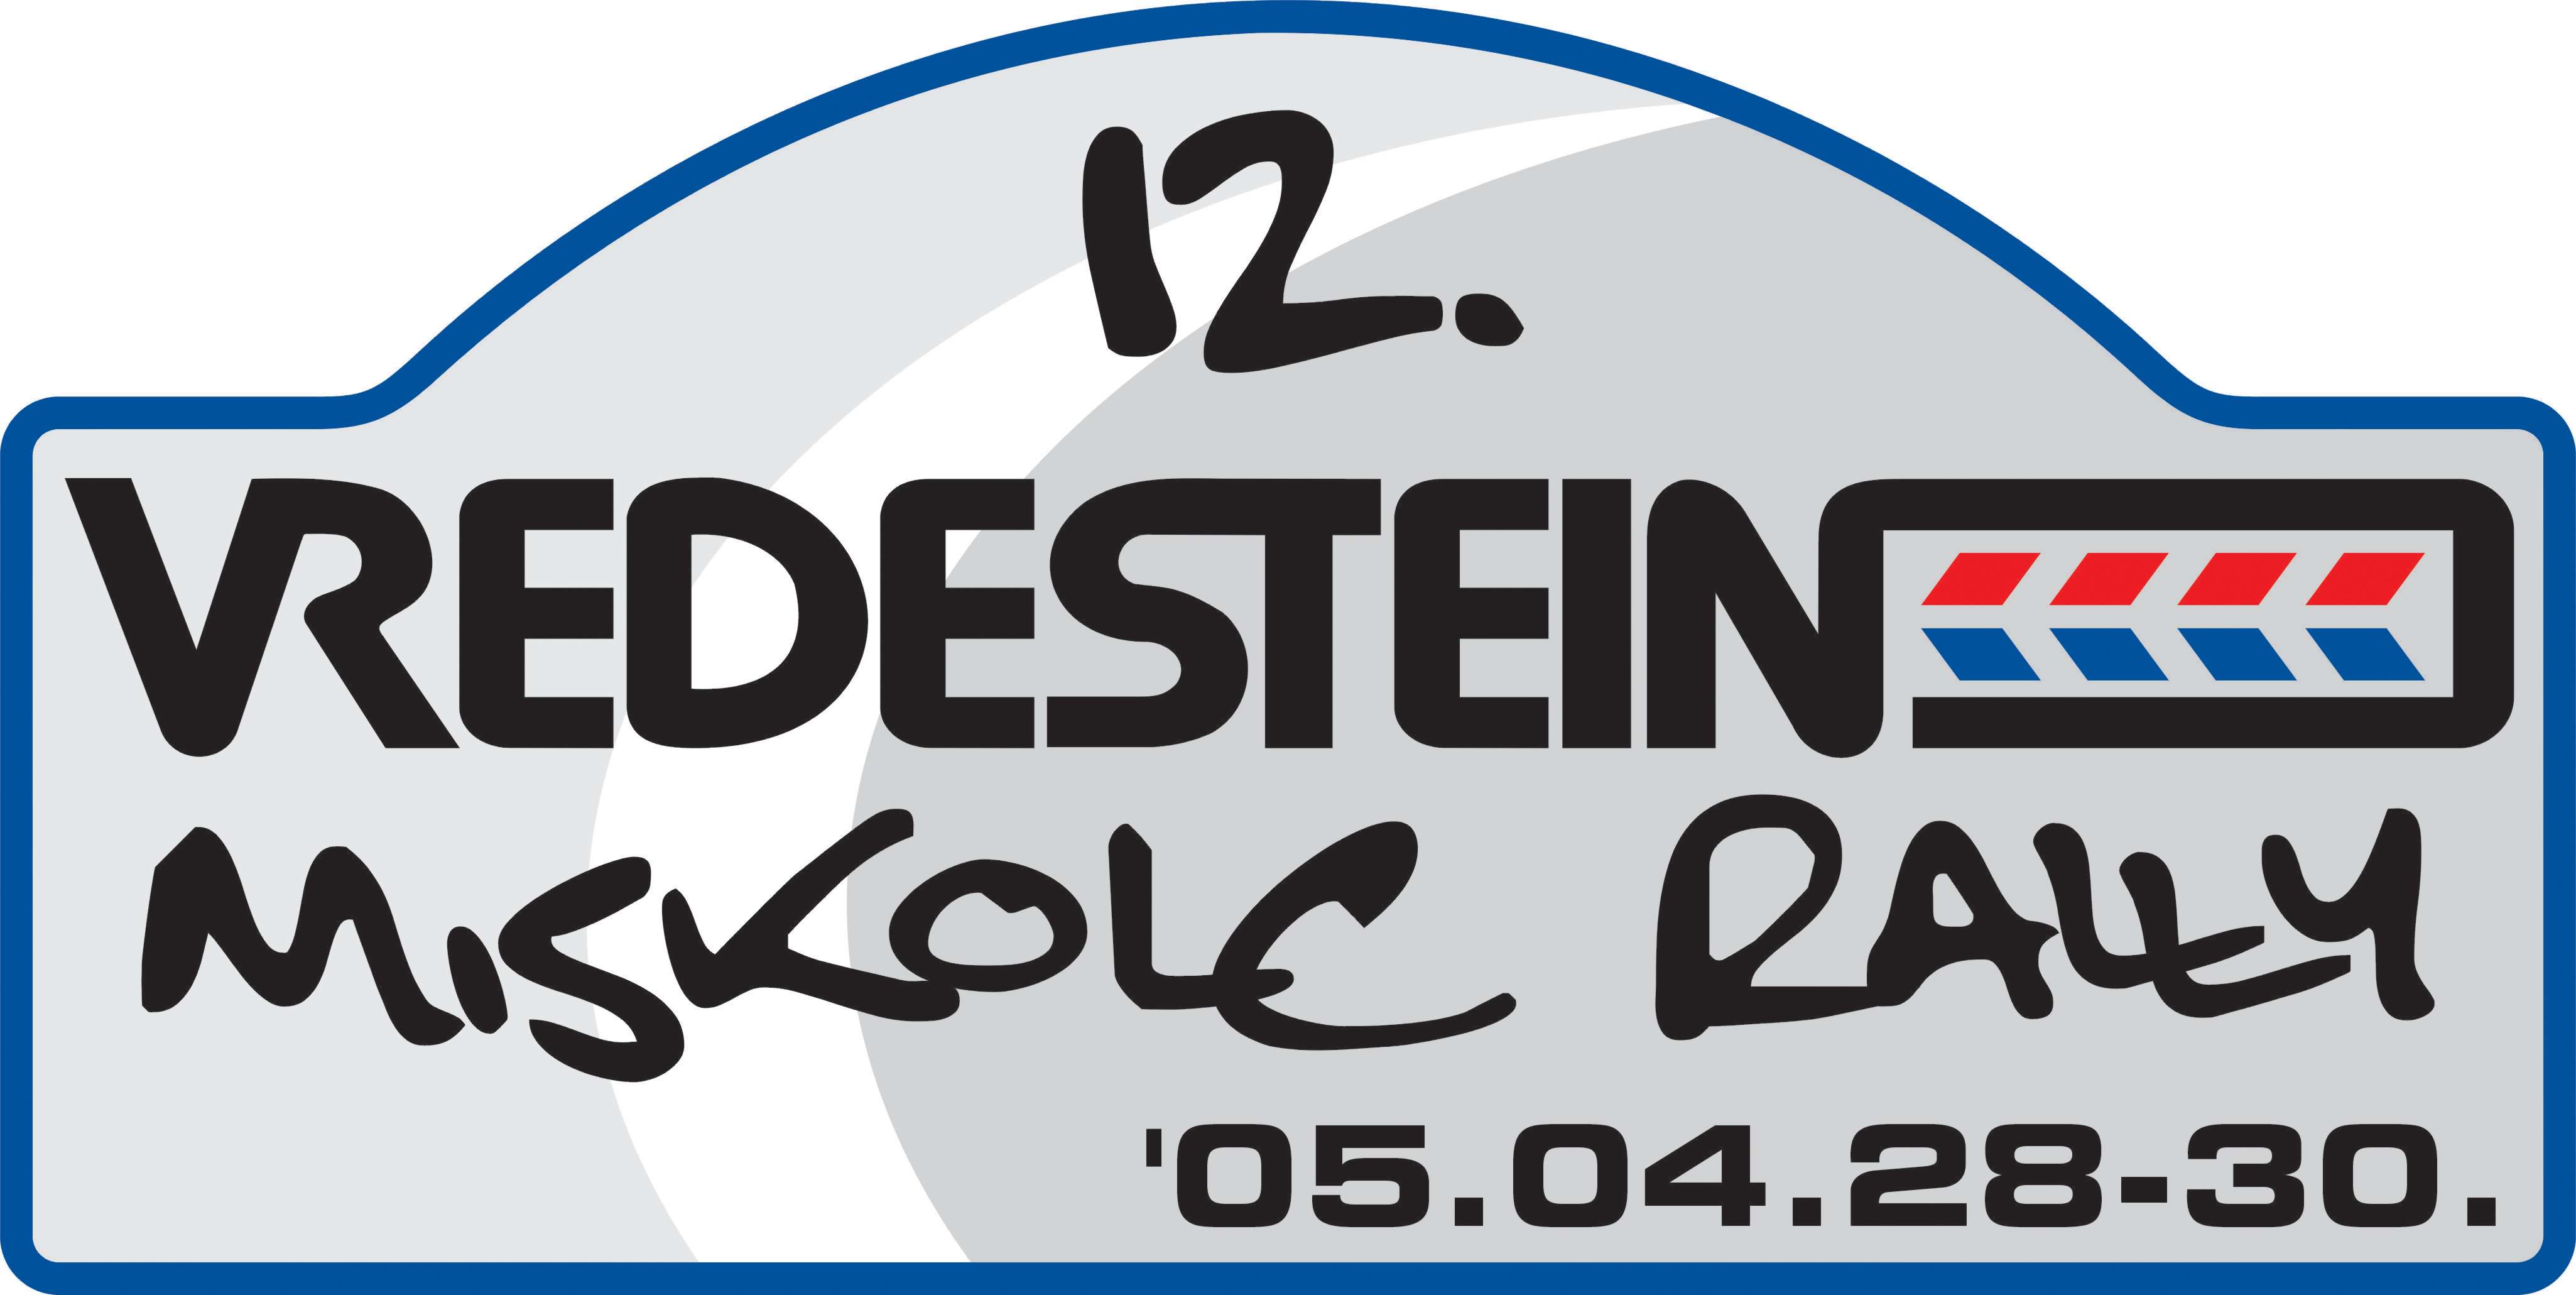 12.
VREDESTEIN
MISKOLC RALLY
'05.04.28-30.